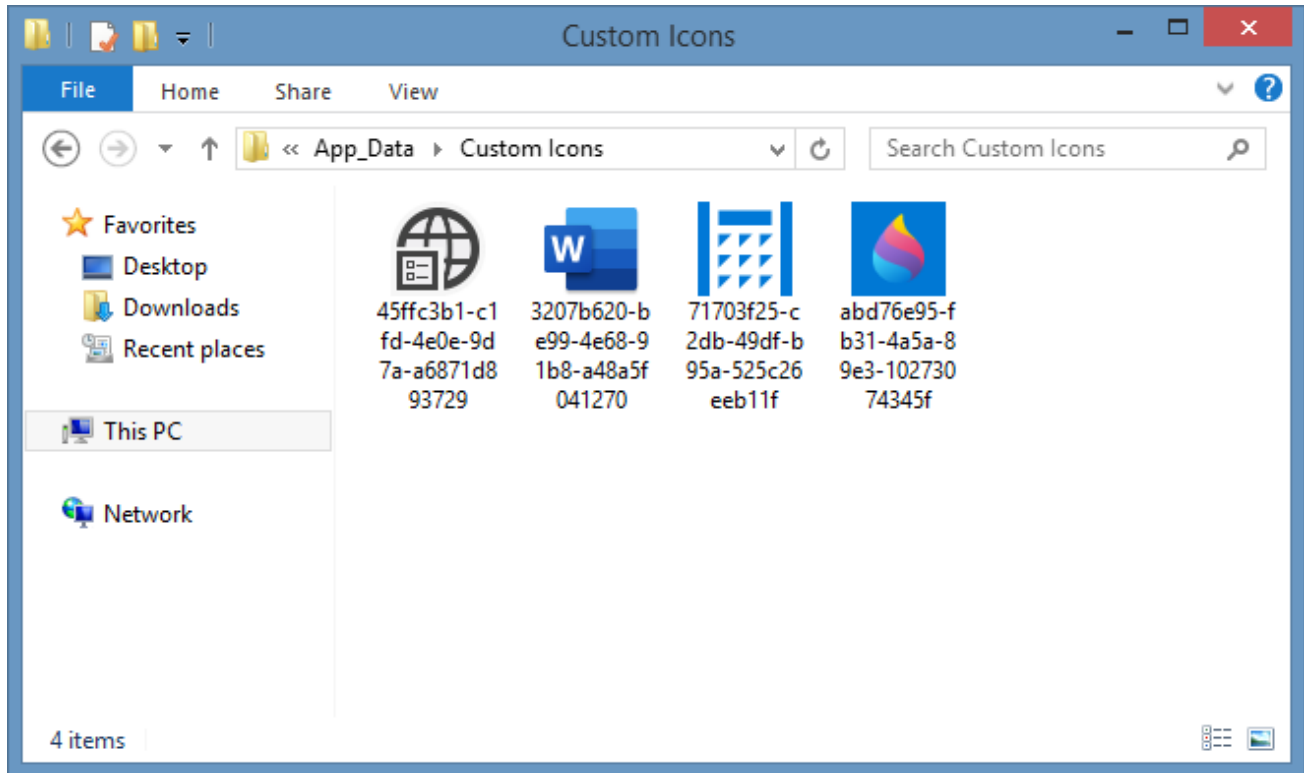 Custom Icons
File Home Share View
« App_Data Custom Icons Search Custom Icons
Favorites
Desktop
Downloads
Recent places
This PC
Network
W
45ffc3b1-c1
fd-4e0e-9d
7a-a6871d8
93729
3207b620-b
e99-4e68-9
1b8-a48a5f
041270
71703f25-c
2db-49df-b
95a-525c26
eeb11f
abd76e95-f
b31-4a5a-8
9e3-102730
74345f
4 items